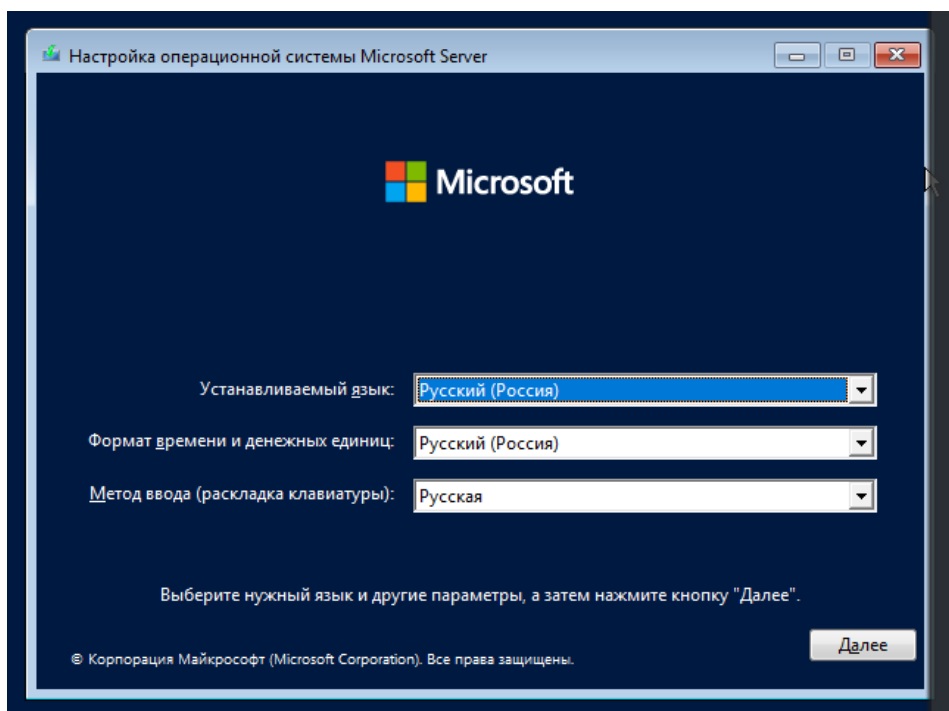 Настройка операционной системы Microsoft Server
Microsoft
Устанавливаемый язык: Русский (Россия)
Формат времени и денежных единиц: Русский (Россия)
Метод ввода (раскладка клавиатуры): Русская
Выберите нужный язык и другие параметры, а затем нажмите кнопку "Далее".
Далее
© Корпорация Майкрософт (Microsoft Corporation). Все права защищены.